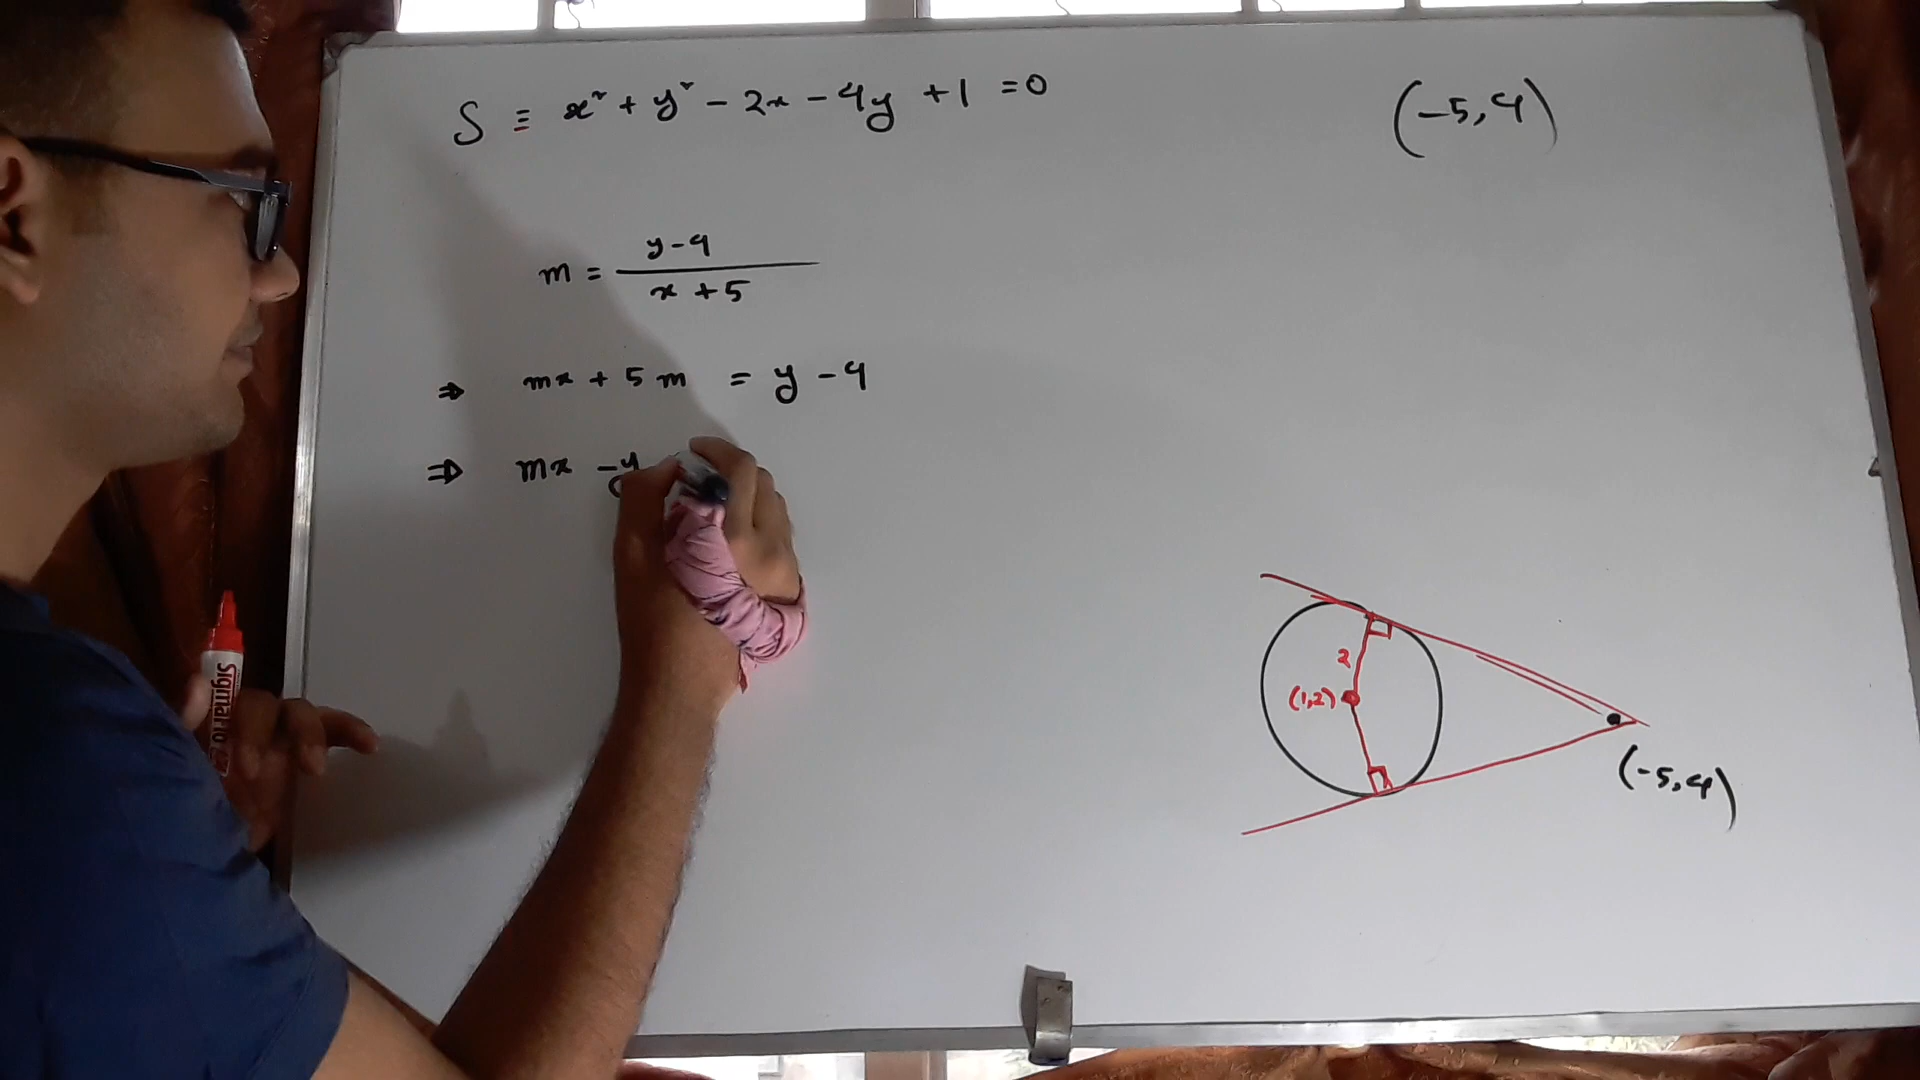 S ≡ x² + y² - 2x - 4y + 1 = 0
(-5, 4)
m = y-4 / x+5
⇒ mx + 5m = y - 4
⇒ mx - y
2
(1,2)
(-5,4)
Sigma